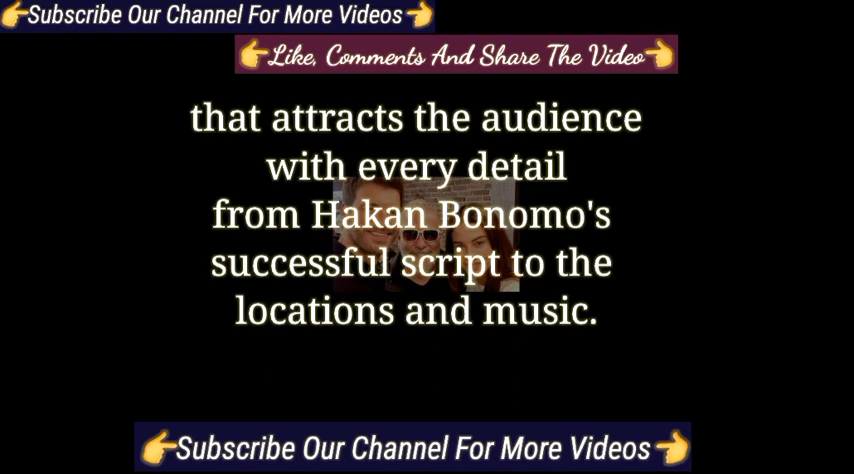 👉Subscribe Our Channel For More Videos👈
👉Like, Comments And Share The Video👈
that attracts the audience
with every detail
from Hakan Bonomo's
successful script to the
locations and music.
👉Subscribe Our Channel For More Videos👈